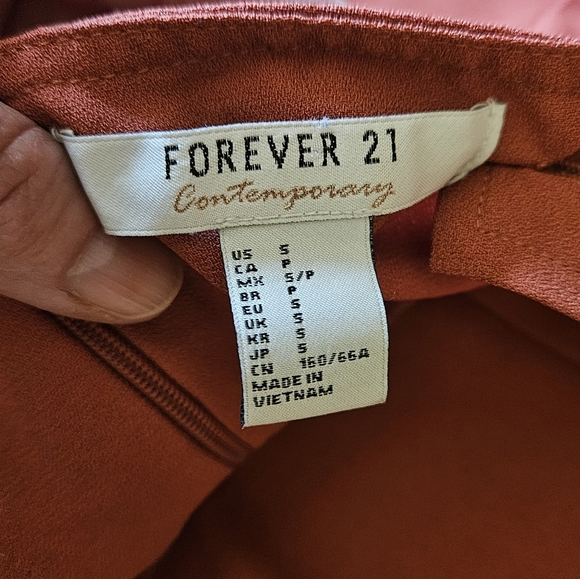 FOREVER 21
Contemporary
US S
CA P
MX S/P
BR P
EU S
UK S
KR S
JP S
CN 160/66A
MADE IN
VIETNAM